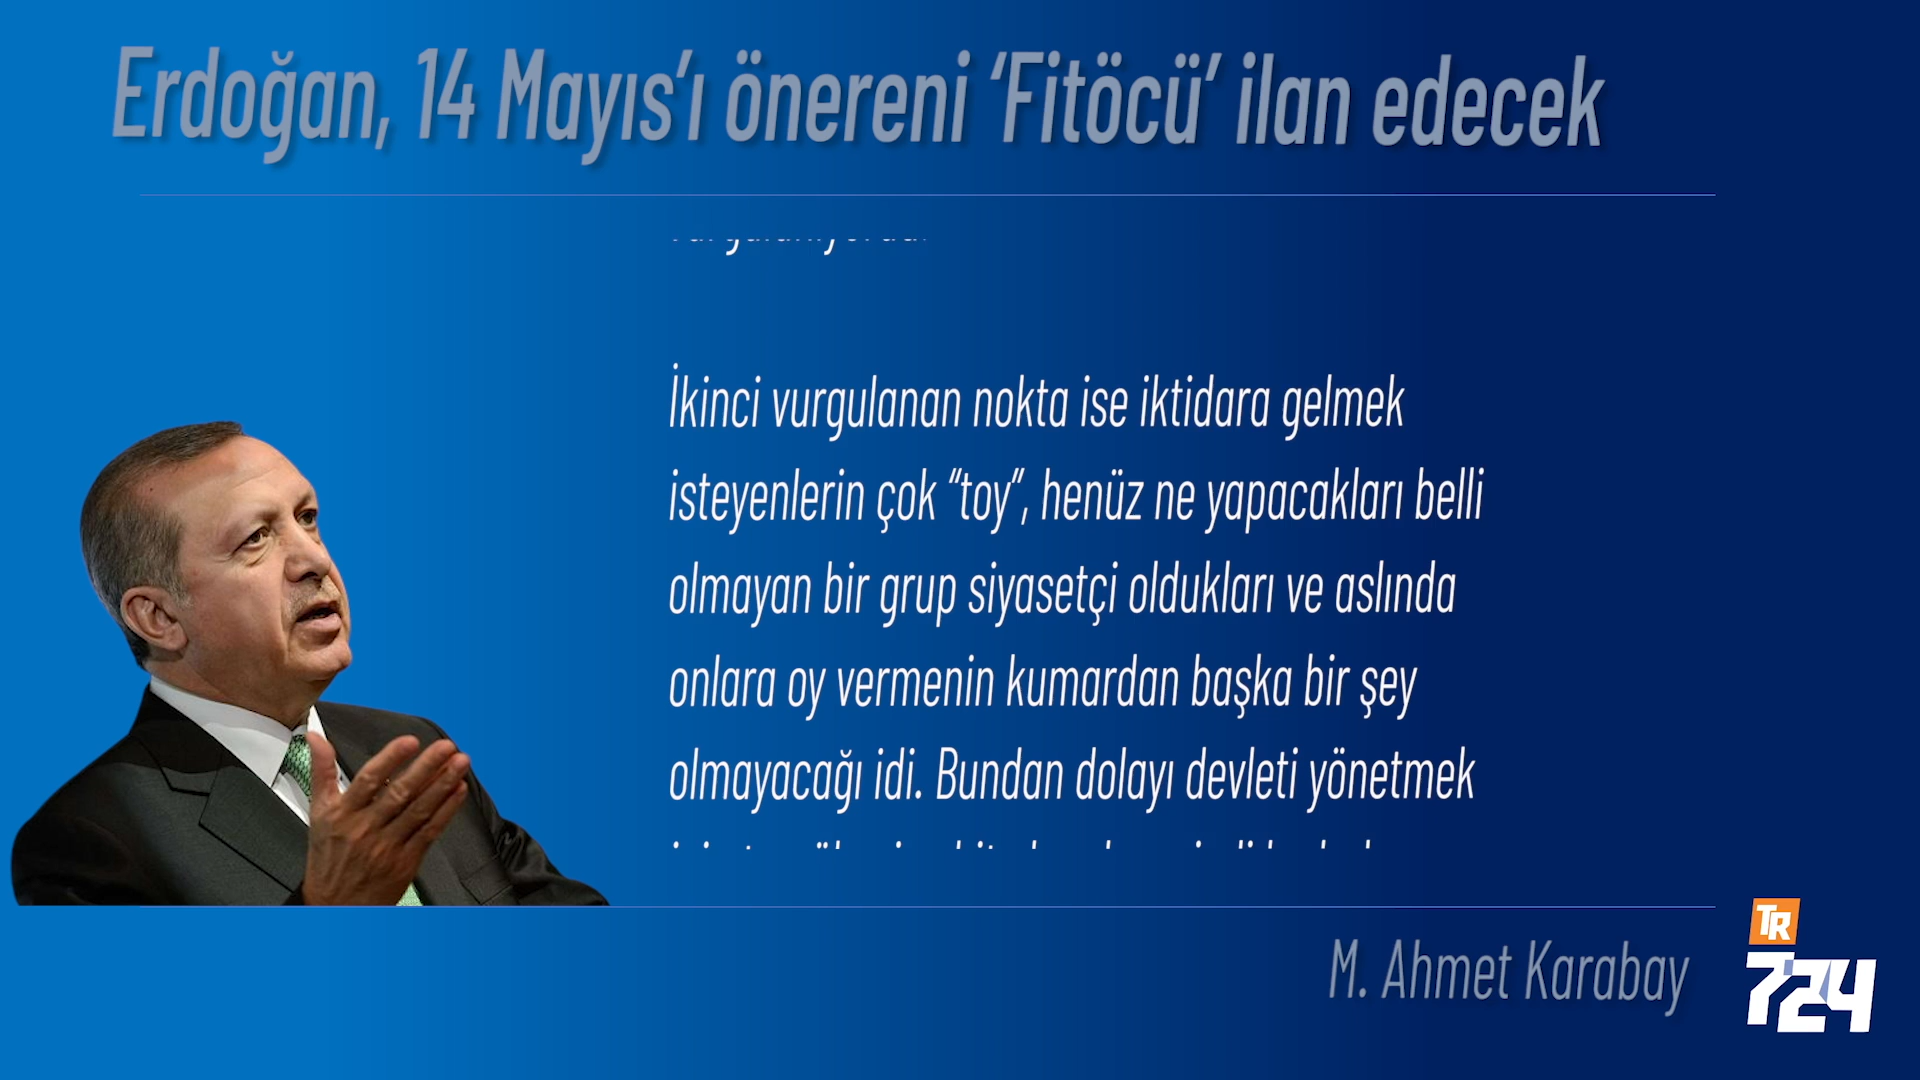 Erdoğan, 14 Mayıs’ı önereni ‘Fitöcü’ ilan edecek
İkinci vurgulanan nokta ise iktidara gelmek
isteyenlerin çok “toy”, henüz ne yapacakları belli
olmayan bir grup siyasetçi oldukları ve aslında
onlara oy vermenin kumardan başka bir şey
olmayacağı idi. Bundan dolayı devleti yönetmek
M. Ahmet Karabay
TR
724